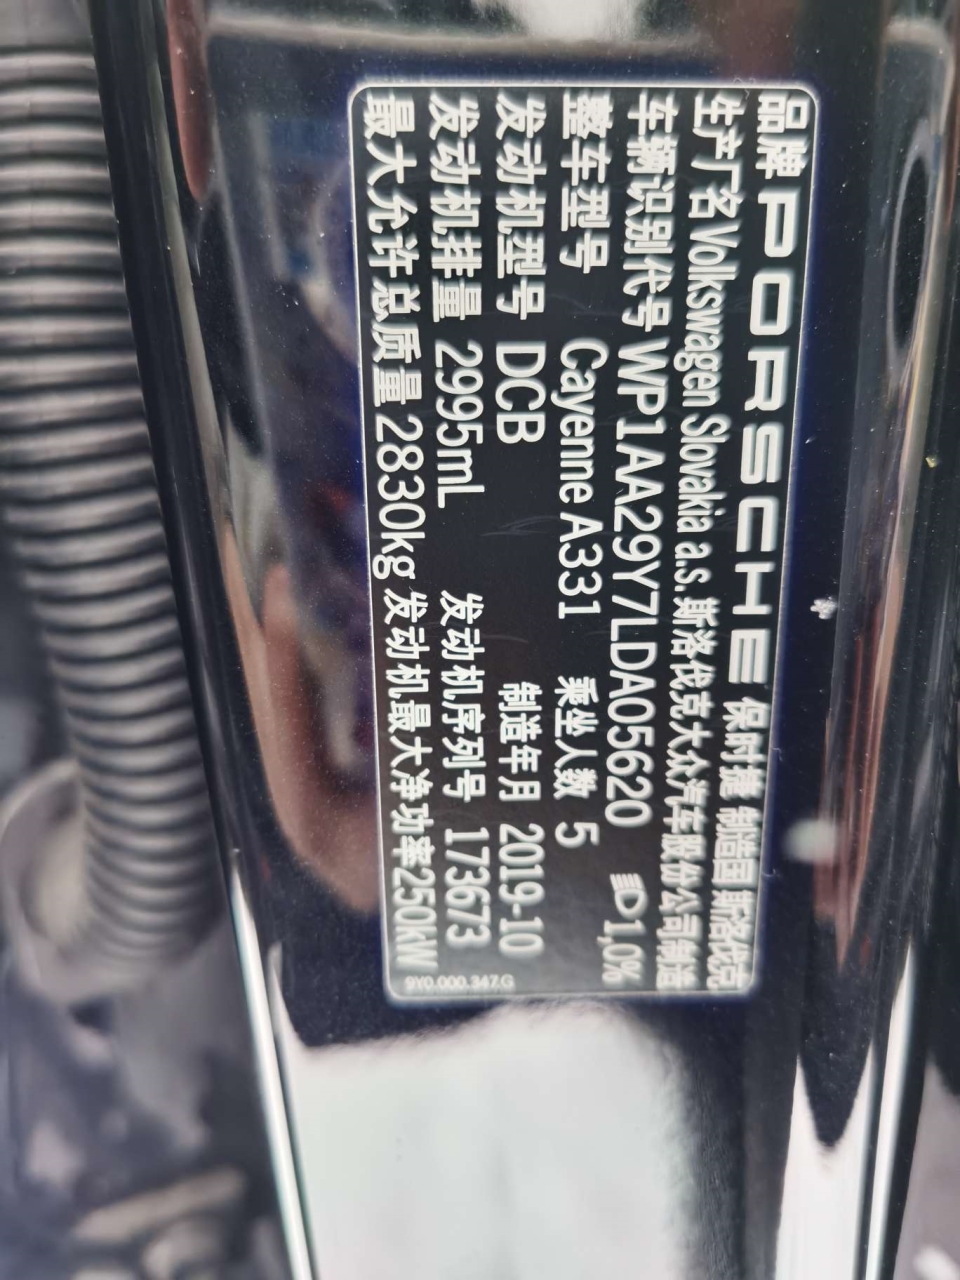 品牌 PORSCHE 保时捷 制造国 斯洛伐克
生产厂名 Volkswagen Slovakia a.s. 斯洛伐克大众汽车股份公司制造
车辆识别代号 WP1AA29Y7LDA05620
整车型号 Cayenne A331 乘坐人数 5 1,0%
发动机型号 DCB 制造年月 2019-10
发动机排量 2995mL 发动机序列号 173673
最大允许总质量 2830kg 发动机最大净功率250KW
9Y0.000.347.G